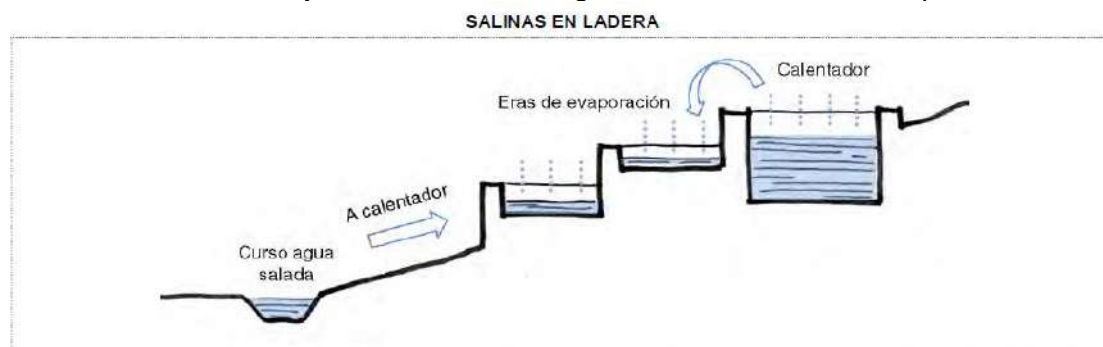 SALINAS EN LADERA
Calentador
Eras de evaporación
A calentador
Curso agua
salada